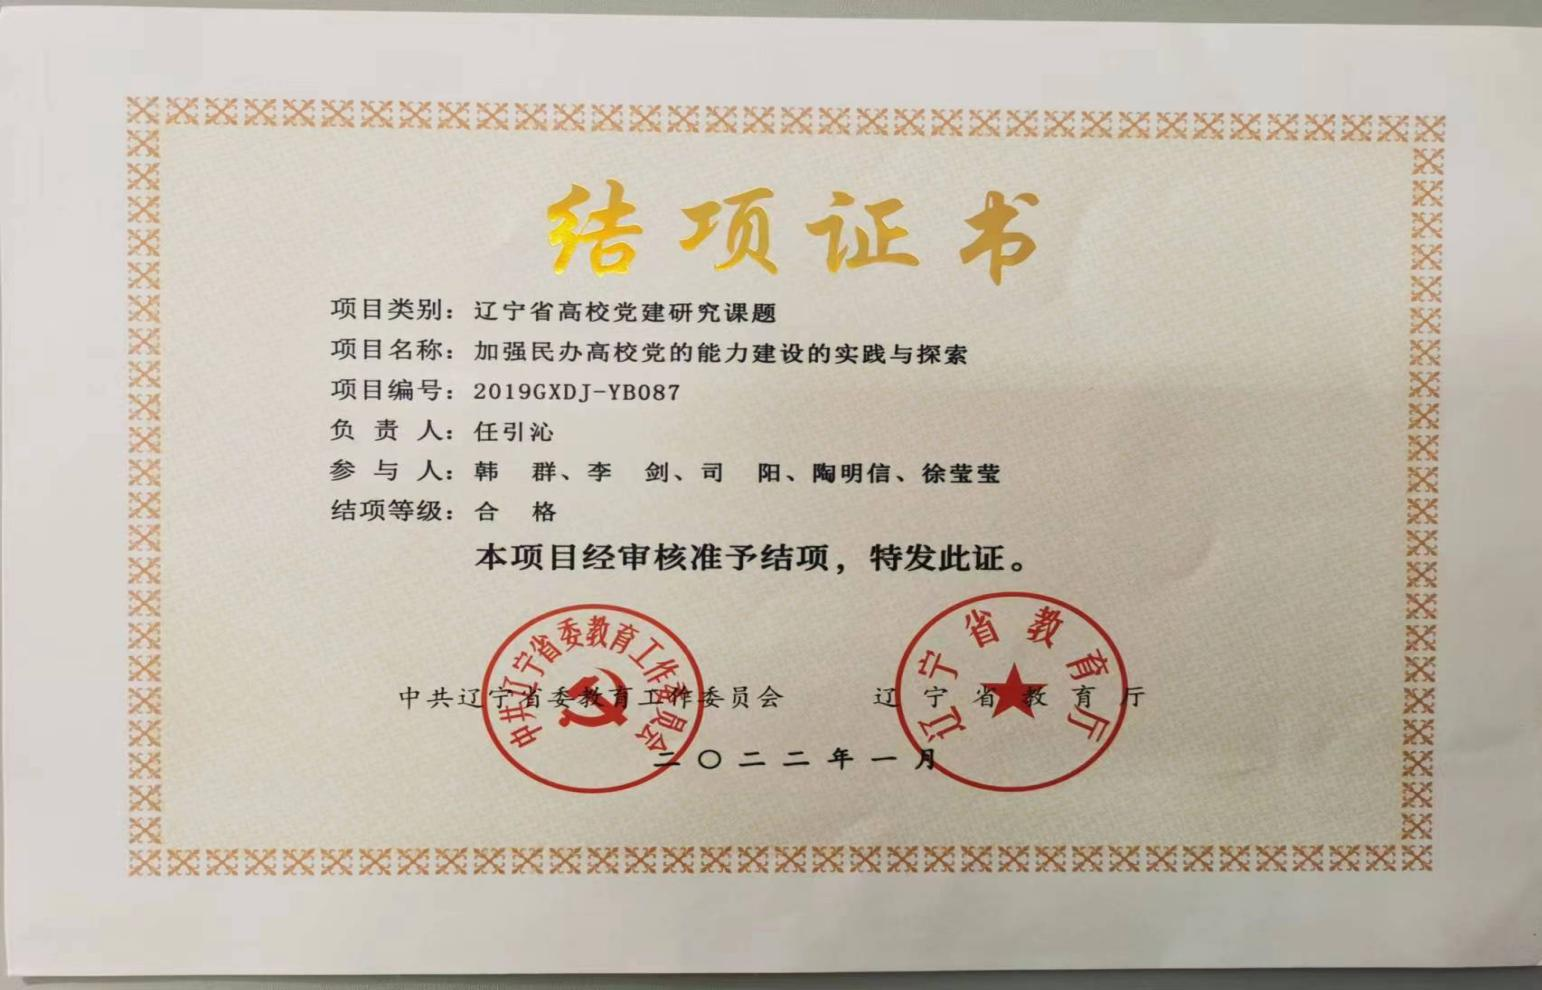 结项证书
项目类别：辽宁省高校党建研究课题
项目名称：加强民办高校党的能力建设的实践与探索
项目编号：2019GXDJ-YB087
负 责 人：任引沁
参 与 人：韩 群、李 剑、司 阳、陶明信、徐莹莹
结项等级：合 格
本项目经审核准予结项，特发此证。
中共辽宁省委教育工作委员会
辽宁省教育厅
中共辽宁省委教育工作委员会 辽 宁 省 教 育 厅
二〇二二年一月